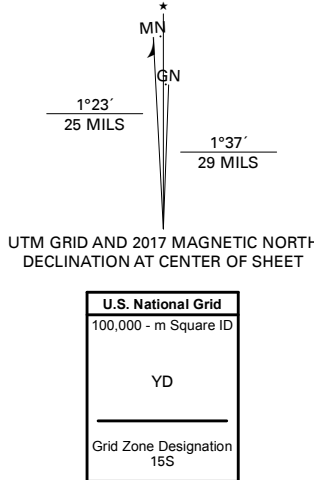 ★
MN
GN
1°23´
25 MILS
1°37´
29 MILS
UTM GRID AND 2017 MAGNETIC NORTH
DECLINATION AT CENTER OF SHEET
U.S. National Grid
100,000 - m Square ID
YD
Grid Zone Designation
15S